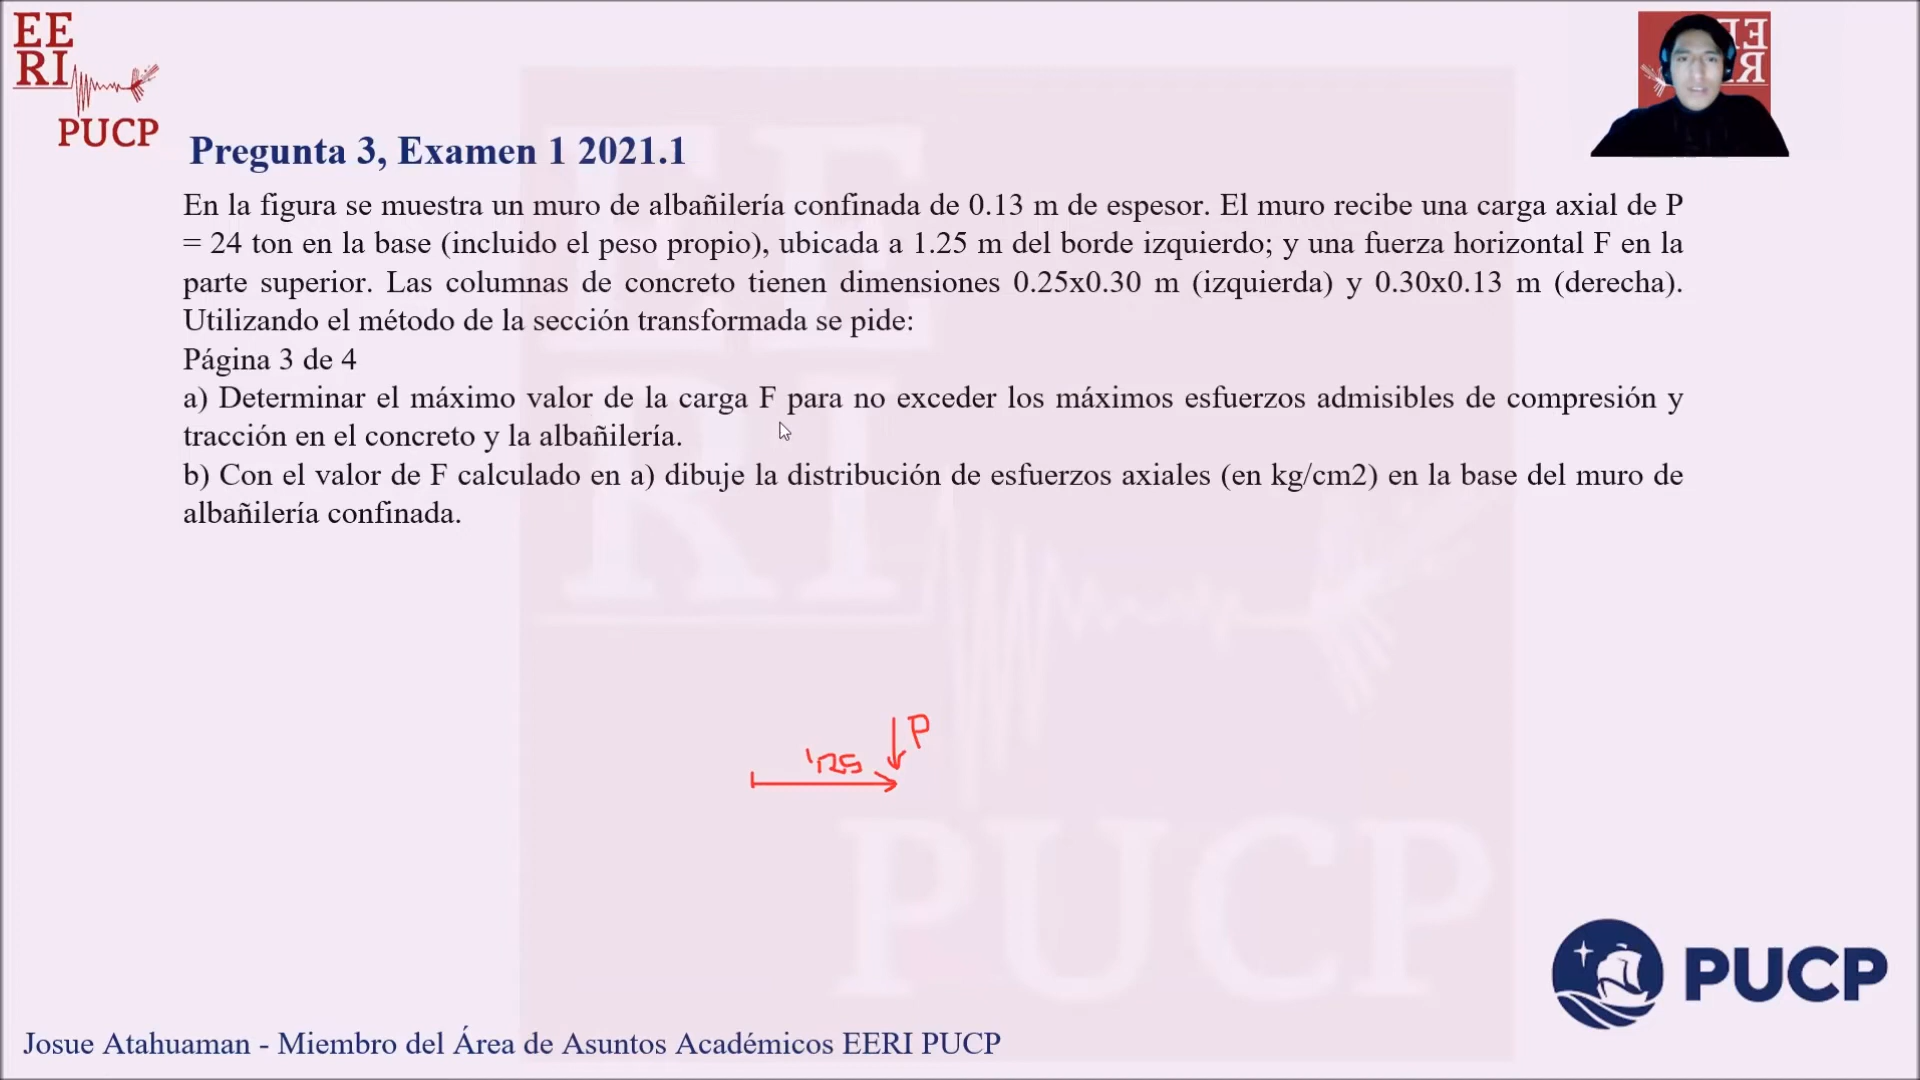 EE
RI
PUCP
Pregunta 3, Examen 1 2021.1
En la figura se muestra un muro de albañilería confinada de 0.13 m de espesor. El muro recibe una carga axial de P
= 24 ton en la base (incluido el peso propio), ubicada a 1.25 m del borde izquierdo; y una fuerza horizontal F en la
parte superior. Las columnas de concreto tienen dimensiones 0.25x0.30 m (izquierda) y 0.30x0.13 m (derecha).
Utilizando el método de la sección transformada se pide:
Página 3 de 4
a) Determinar el máximo valor de la carga F para no exceder los máximos esfuerzos admisibles de compresión y
tracción en el concreto y la albañilería.
b) Con el valor de F calculado en a) dibuje la distribución de esfuerzos axiales (en kg/cm2) en la base del muro de
albañilería confinada.
P
1.25
EE
RI
PUCP
PUCP
Josue Atahuaman - Miembro del Área de Asuntos Académicos EERI PUCP